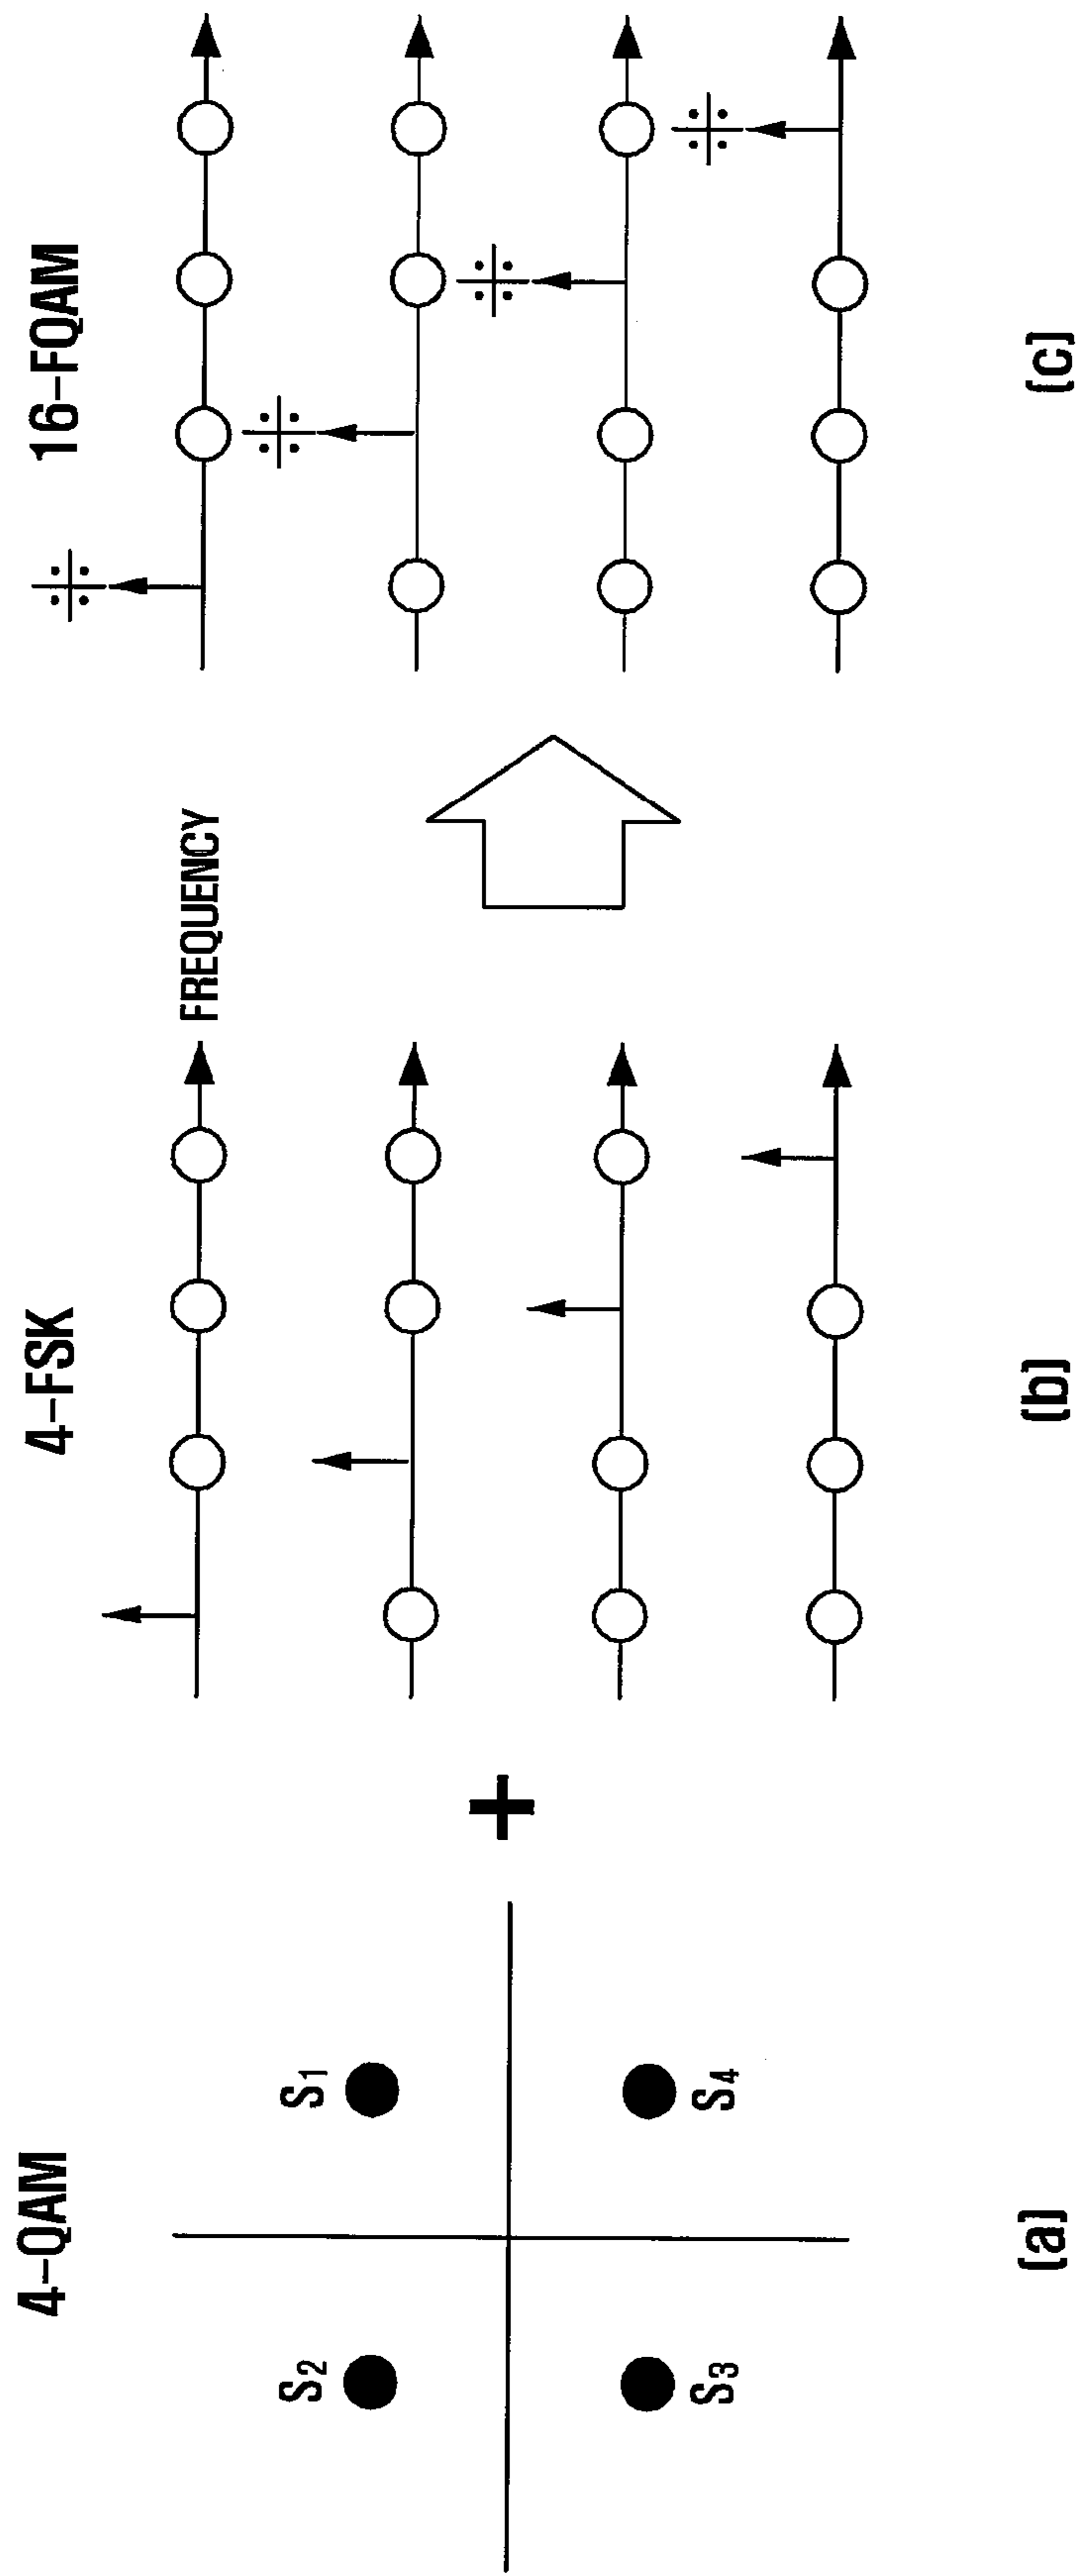 4-QAM
S2
S1
S3
S4
(a)
+
4-FSK
FREQUENCY
(b)
16-FQAM
(c)